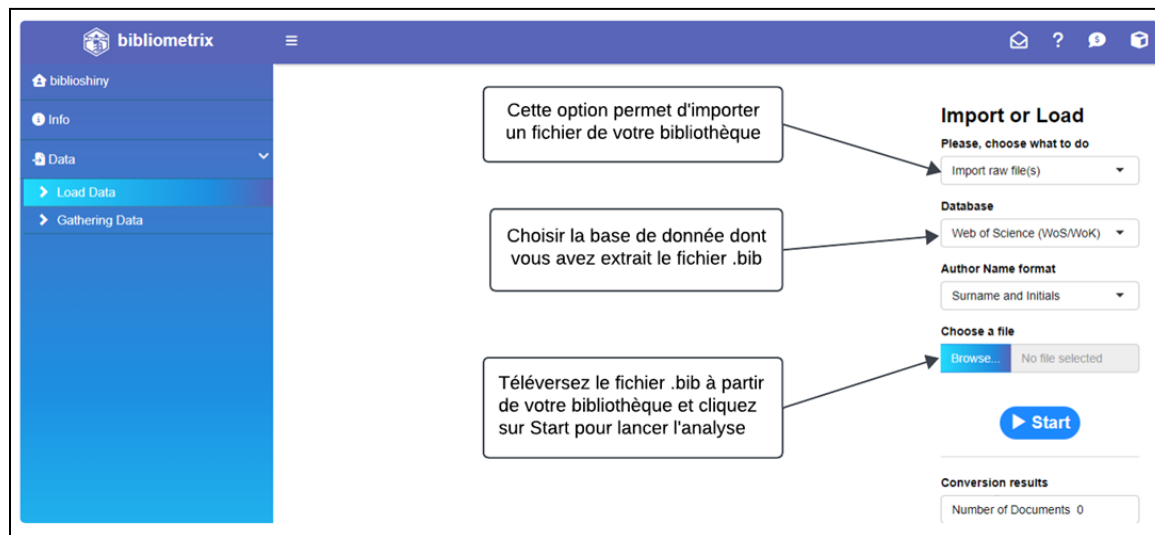 bibliometrix
biblioshiny
Info
Data
Load Data
Gathering Data
Cette option permet d'importer
un fichier de votre bibliothèque
Choisir la base de donnée dont
vous avez extrait le fichier .bib
Téléversez le fichier .bib à partir
de votre bibliothèque et cliquez
sur Start pour lancer l'analyse
Import or Load
Please, choose what to do
Import raw file(s)
Database
Web of Science (WoS/WoK)
Author Name format
Surname and Initials
Choose a file
Browse... No file selected
Start
Conversion results
Number of Documents 0